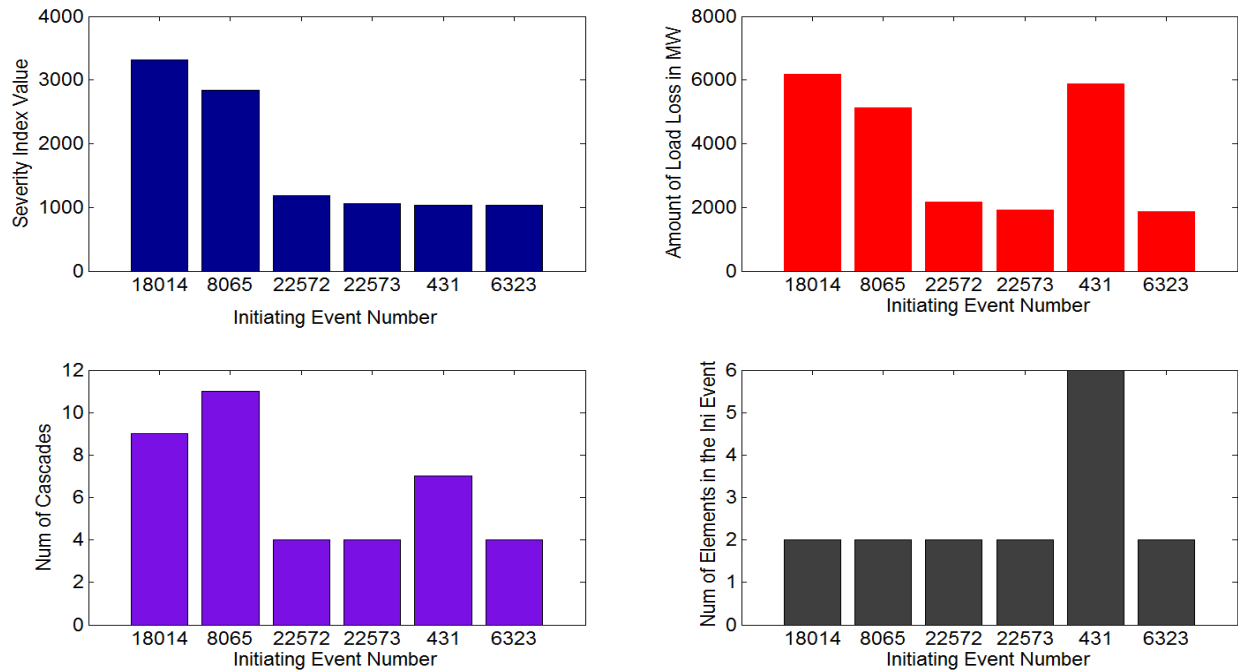 4000
3000
2000
1000
0
Severity Index Value
18014 8065 22572 22573 431 6323
Initiating Event Number
8000
6000
4000
2000
0
Amount of Load Loss in MW
18014 8065 22572 22573 431 6323
Initiating Event Number
12
10
8
6
4
2
0
Num of Cascades
18014 8065 22572 22573 431 6323
Initiating Event Number
6
5
4
3
2
1
0
Num of Elements in the Ini Event
18014 8065 22572 22573 431 6323
Initiating Event Number